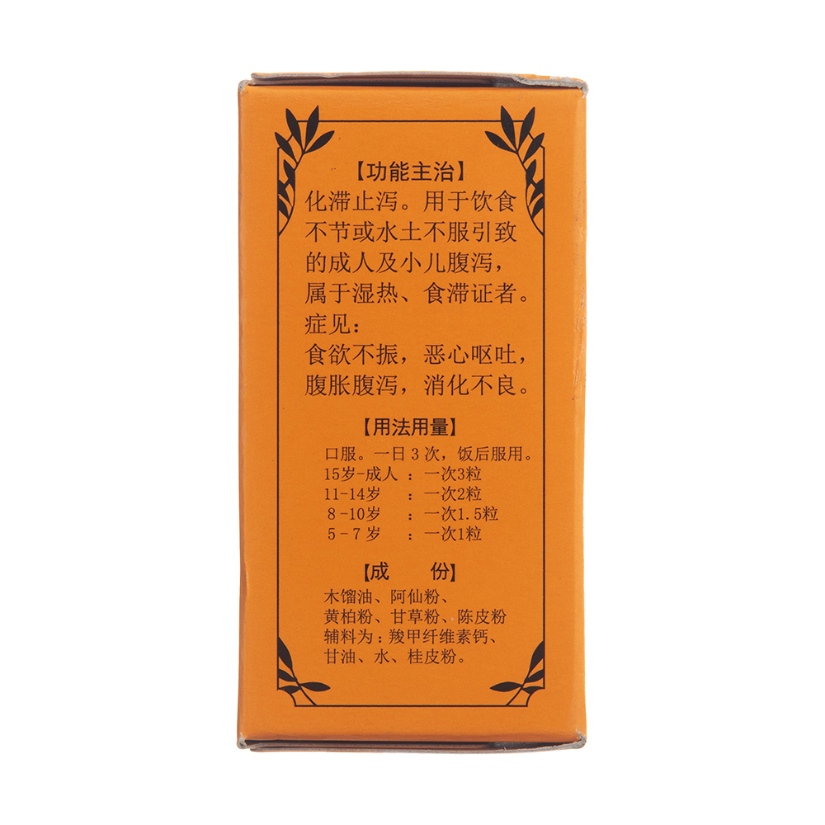 【功能主治】
化滞止泻。用于饮食
不节或水土不服引致
的成人及小儿腹泻，
属于湿热、食滞证者。
症见：
食欲不振，恶心呕吐，
腹胀腹泻，消化不良。
【用法用量】
口服。一日3次，饭后服用。
15岁-成人：一次3粒
11-14岁：一次2粒
8-10岁：一次1.5粒
5-7岁：一次1粒
【成 份】
木馏油、阿仙粉、
黄柏粉、甘草粉、陈皮粉
辅料为：羧甲纤维素钙、
甘油、水、桂皮粉。